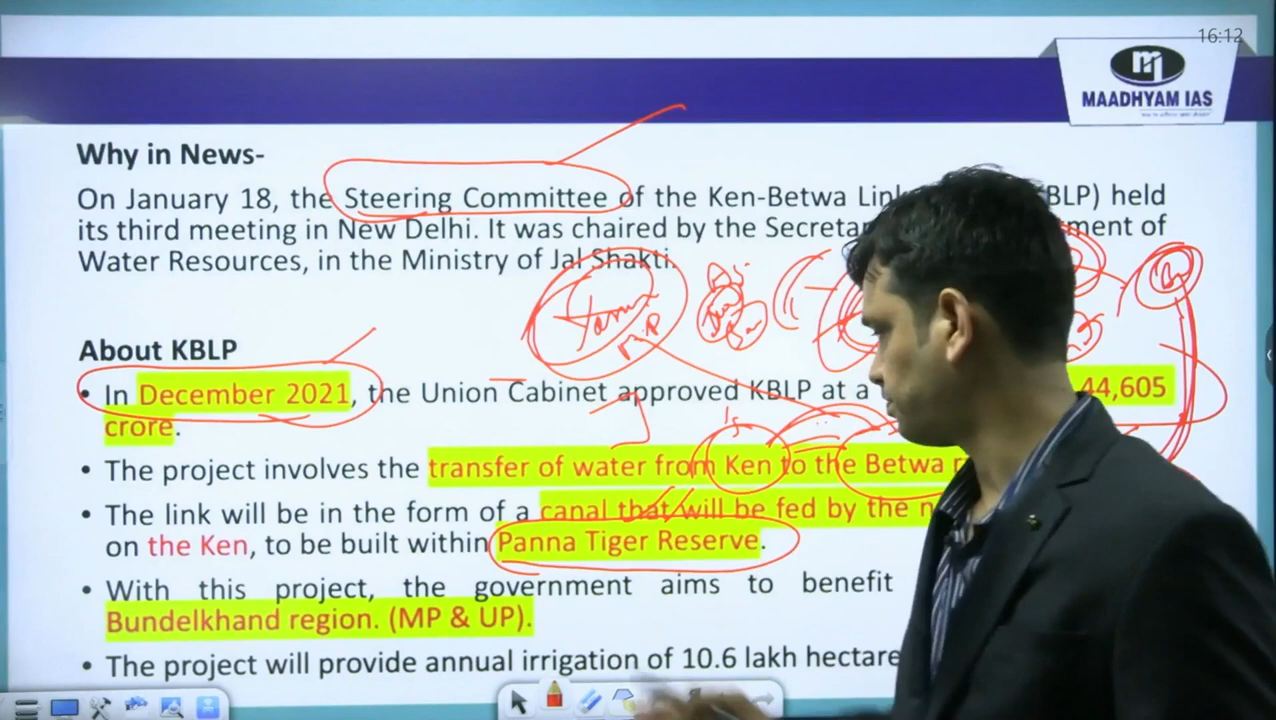 16:12
MAADHYAM IAS
Why in News-
On January 18, the Steering Committee of the Ken-Betwa Lin BLP) held
its third meeting in New Delhi. It was chaired by the Secreta ment of
Water Resources, in the Ministry of Jal Shakti.
About KBLP
• In December 2021, the Union Cabinet approved KBLP at a 44,605
crore.
• The project involves the transfer of water from Ken to the Betwa
• The link will be in the form of a canal that will be fed by the n
on the Ken, to be built within Panna Tiger Reserve.
• With this project, the government aims to benefit
Bundelkhand region. (MP & UP).
• The project will provide annual irrigation of 10.6 lakh hectare